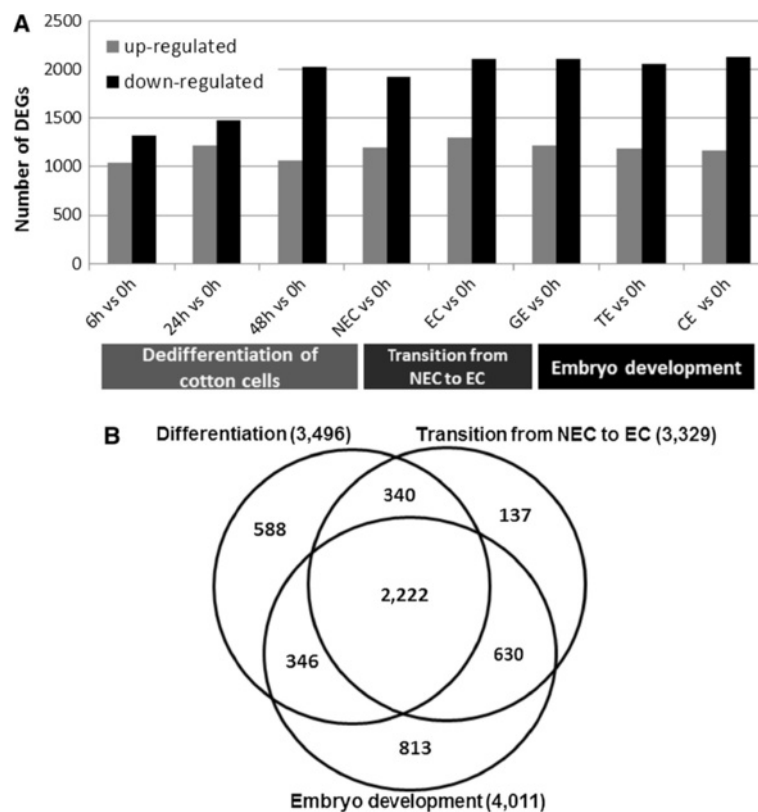 A
2500
2000
1500
1000
500
0
Number of DEGs
up-regulated
down-regulated
6h vs 0h
24h vs 0h
48h vs 0h
NEC vs 0h
EC vs 0h
GE vs 0h
TE vs 0h
CE vs 0h
Dedifferentiation of
cotton cells
Transition from
NEC to EC
Embryo development
B
Differentiation (3,496)
Transition from NEC to EC (3,329)
340
588
137
2,222
346
630
813
Embryo development (4,011)